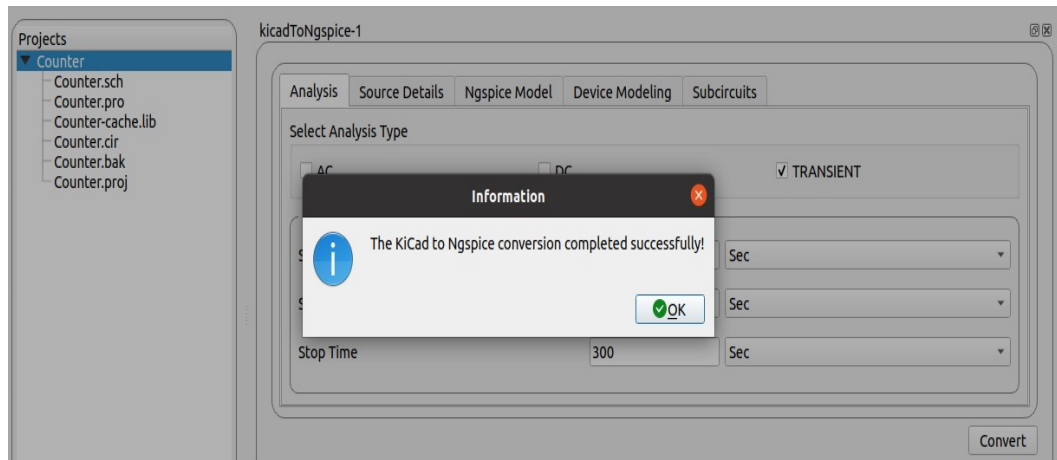 Projects
Counter
Counter.sch
Counter.pro
Counter-cache.lib
Counter.cir
Counter.bak
Counter.proj
kicadToNgspice-1
Analysis Source Details Ngspice Model Device Modeling Subcircuits
Select Analysis Type
AC DC TRANSIENT
Information
The KiCad to Ngspice conversion completed successfully!
OK
Sec
Sec
Stop Time 300 Sec
Convert